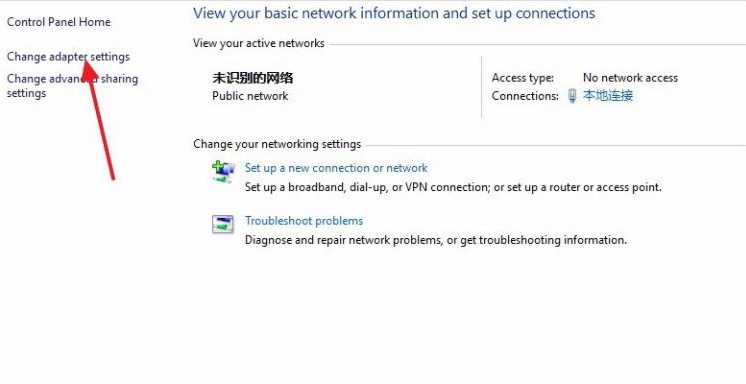 Control Panel Home
Change adapter settings
Change advanced sharing
settings
View your basic network information and set up connections
View your active networks
未识别的网络
Public network
Access type: No network access
Connections: 本地连接
Change your networking settings
Set up a new connection or network
Set up a broadband, dial-up, or VPN connection; or set up a router or access point.
Troubleshoot problems
Diagnose and repair network problems, or get troubleshooting information.